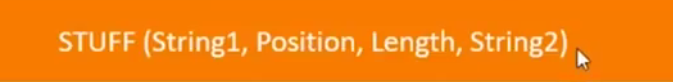 STUFF (String1, Position, Length, String2)